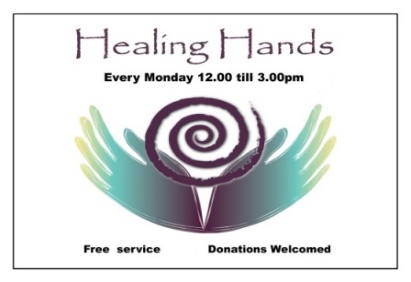 Healing Hands
Every Monday 12.00 till 3.00pm
Free service Donations Welcomed